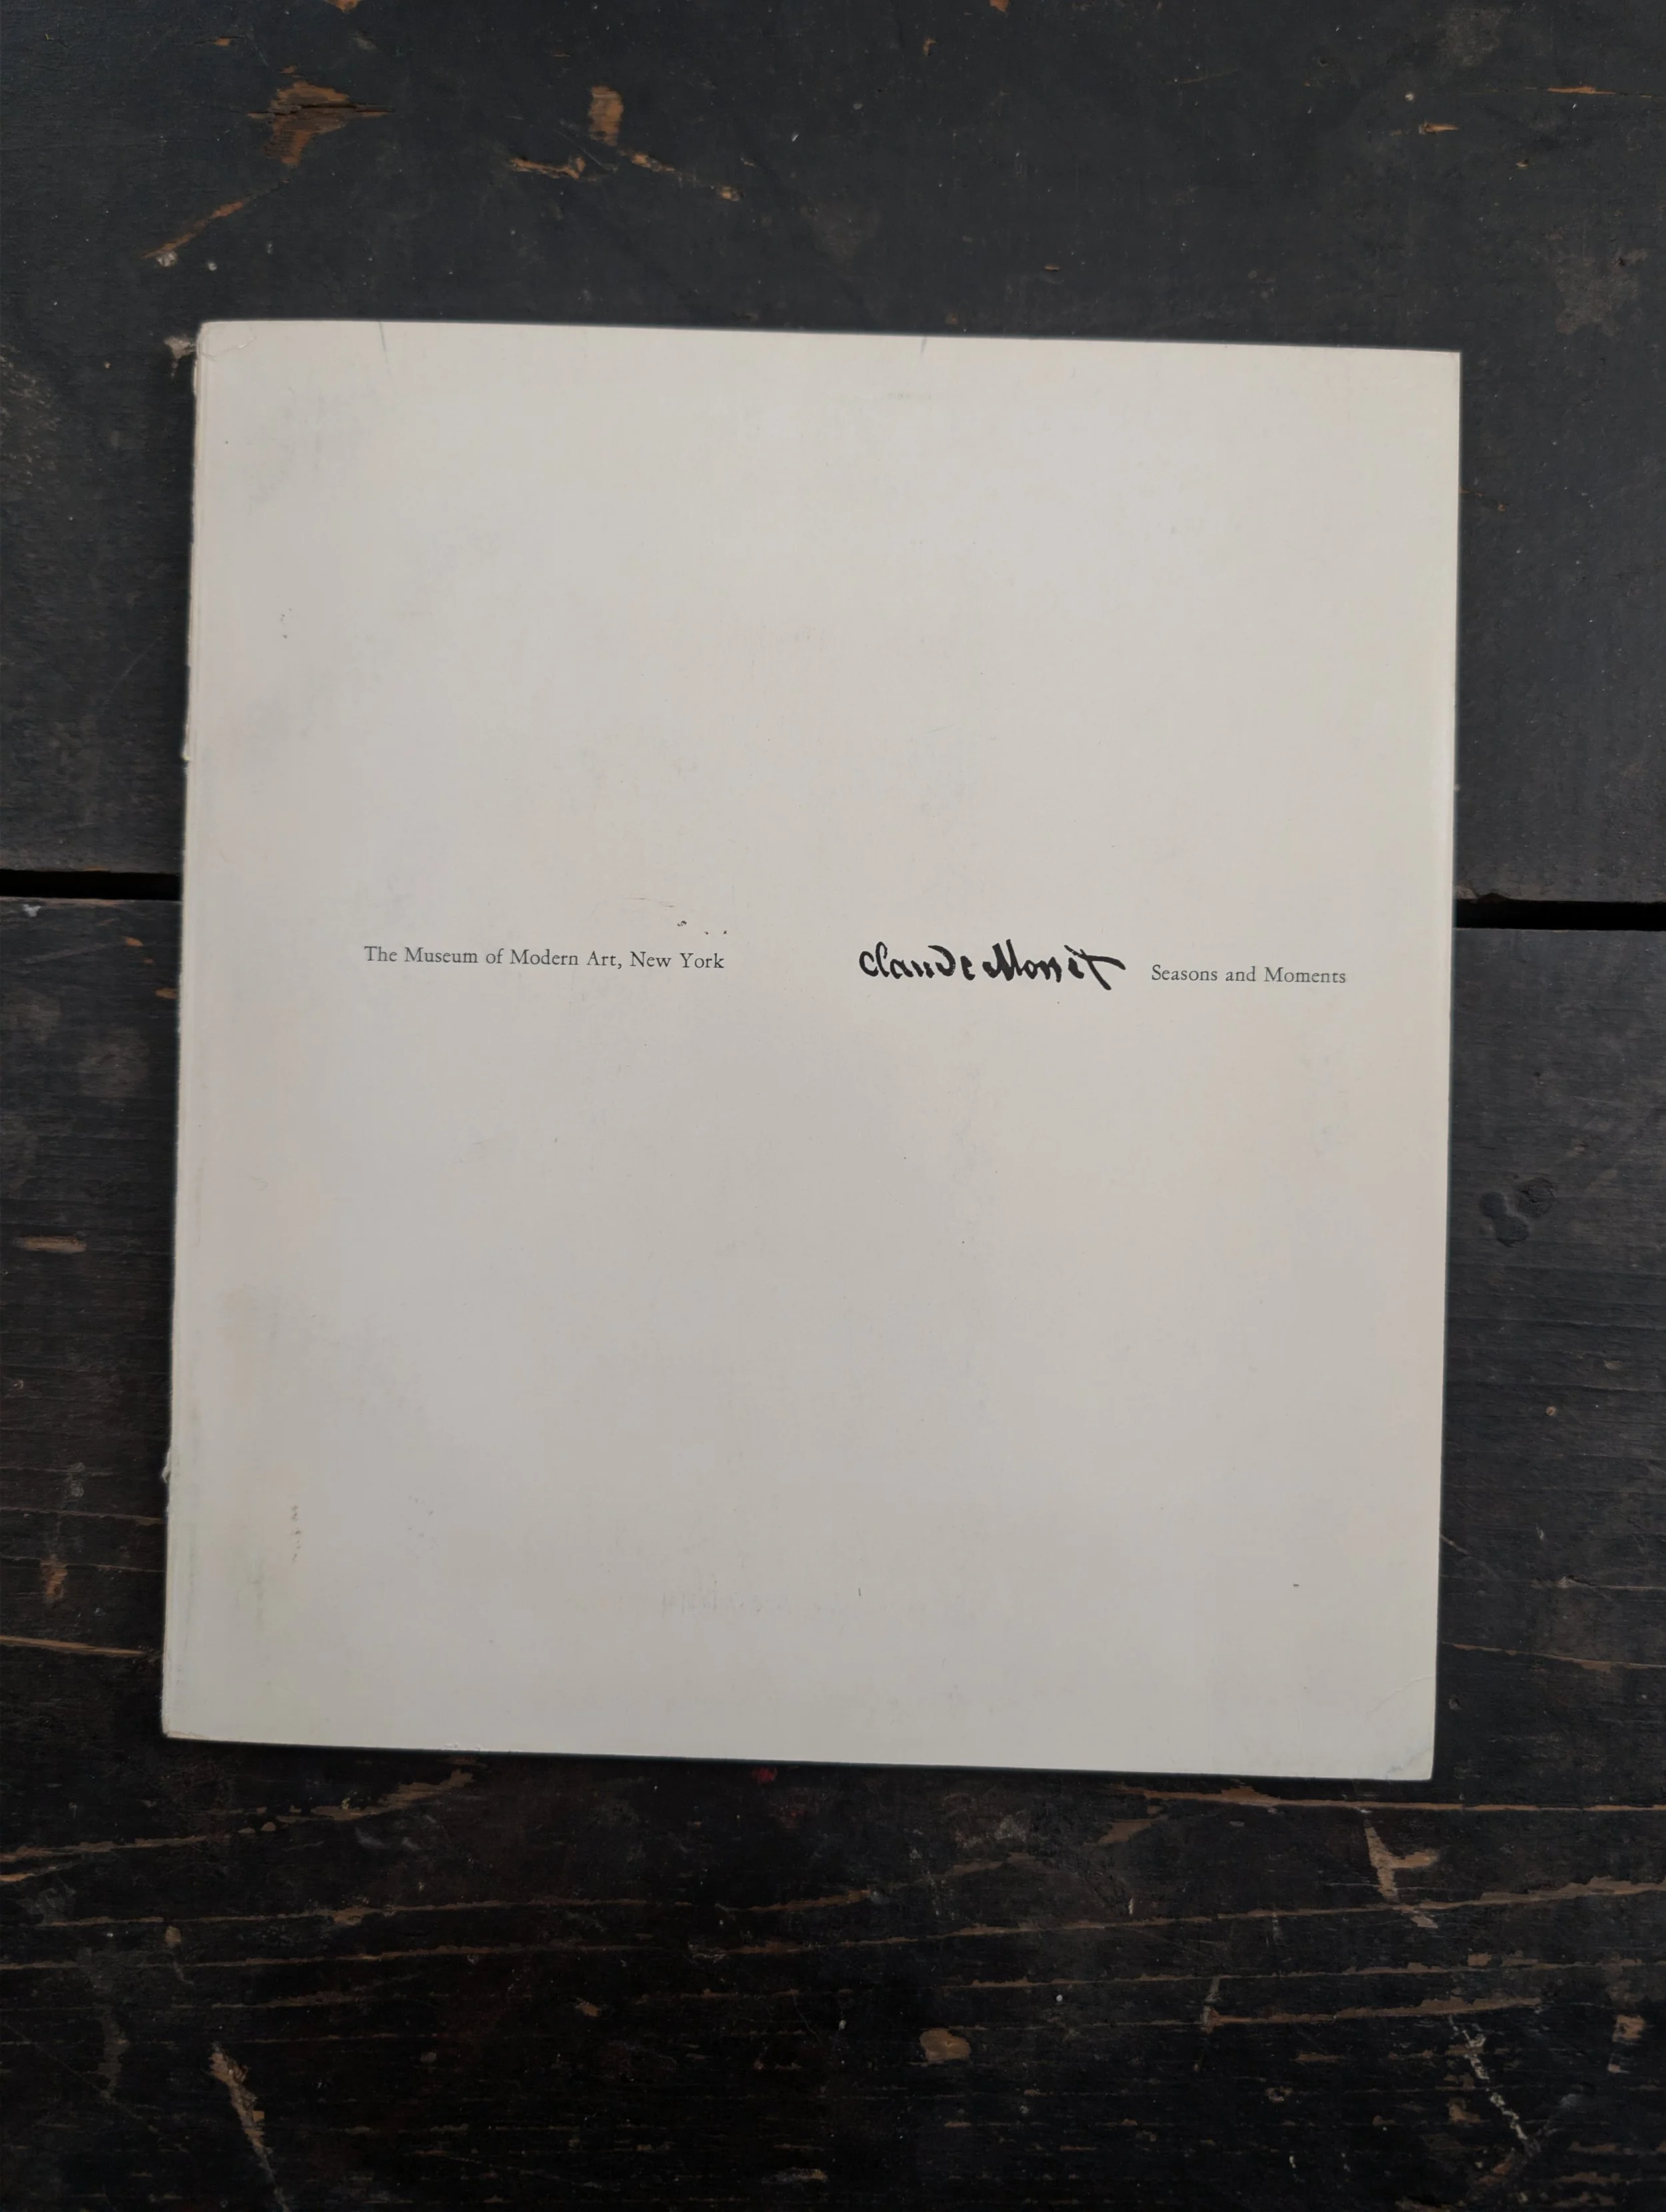 The Museum of Modern Art, New York
Claude Monet Seasons and Moments